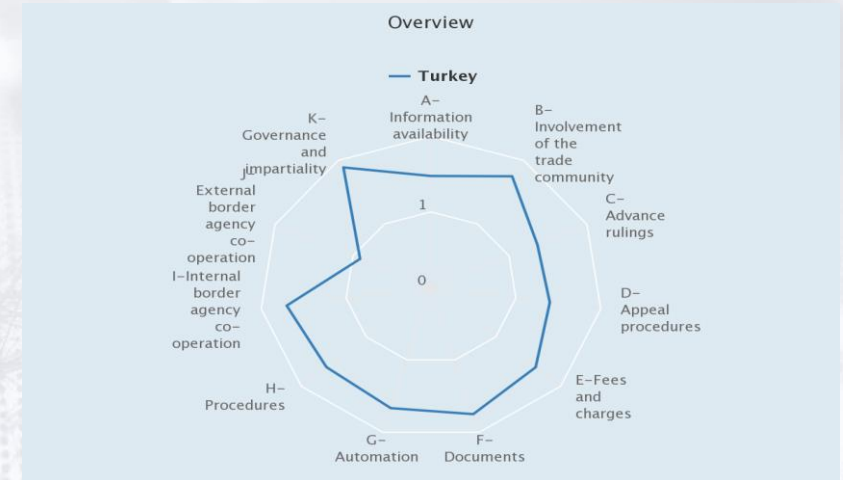 Overview
Turkey
A–
Information
availability
B–
Involvement
of the
trade
community
C–
Advance
rulings
D–
Appeal
procedures
E–Fees
and
charges
F–
Documents
G–
Automation
H–
Procedures
I–Internal
border
agency
co–
operation
J–
External
border
agency
co–
operation
K–
Governance
and
impartiality
1
0